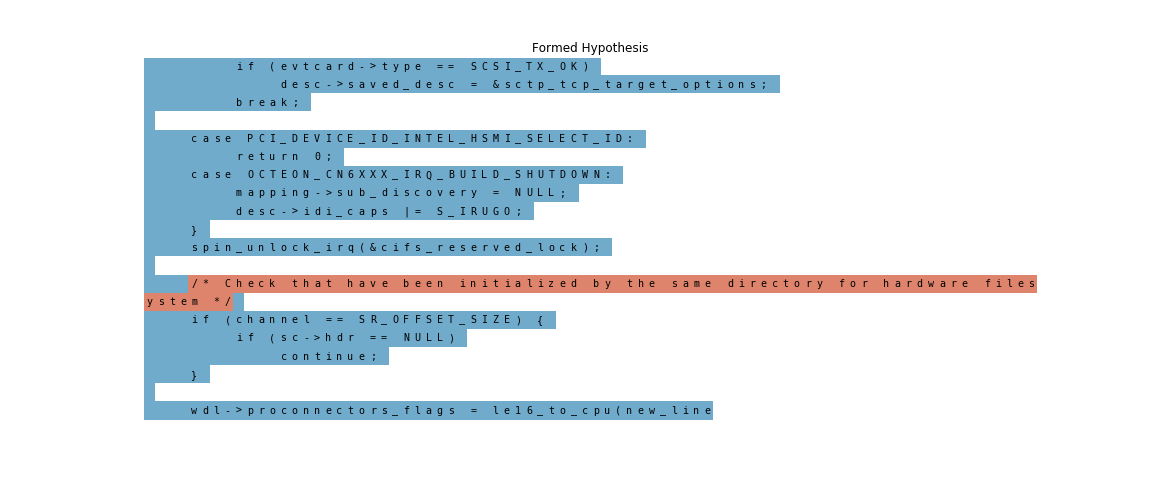 Formed Hypothesis
if (evtcard->type == SCSI_TX_OK)
desc->saved_desc = &sctp_tcp_target_options;
break;
case PCI_DEVICE_ID_INTEL_HSMI_SELECT_ID:
return 0;
case OCTEON_CN6XXX_IRQ_BUILD_SHUTDOWN:
mapping->sub_discovery = NULL;
desc->idi_caps |= S_IRUGO;
}
spin_unlock_irq(&cifs_reserved_lock);
/* Check that have been initialized by the same directory for hardware files
ystem */
if (channel == SR_OFFSET_SIZE) {
if (sc->hdr == NULL)
continue;
}
wdl->proconnectors_flags = le16_to_cpu(new_line